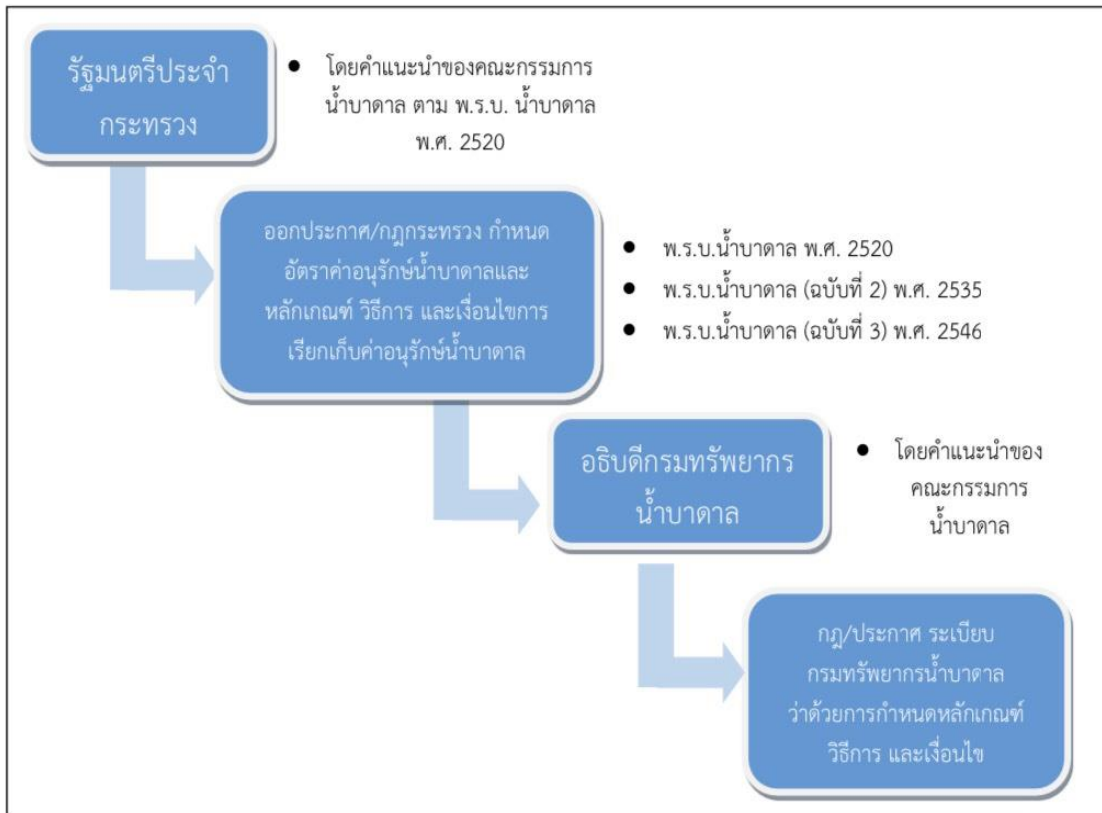 รัฐมนตรีประจำ
กระทรวง
● โดยคำแนะนำของคณะกรรมการ
น้ำบาดาล ตาม พ.ร.บ. น้ำบาดาล
พ.ศ. 2520
ออกประกาศ/กฎกระทรวง กำหนด
อัตราค่าอนุรักษ์น้ำบาดาลและ
หลักเกณฑ์ วิธีการ และเงื่อนไขการ
เรียกเก็บค่าอนุรักษ์น้ำบาดาล
● พ.ร.บ.น้ำบาดาล พ.ศ. 2520
● พ.ร.บ.น้ำบาดาล (ฉบับที่ 2) พ.ศ. 2535
● พ.ร.บ.น้ำบาดาล (ฉบับที่ 3) พ.ศ. 2546
อธิบดีกรมทรัพยากร
น้ำบาดาล
● โดยคำแนะนำของ
คณะกรรมการ
น้ำบาดาล
กฎ/ประกาศ ระเบียบ
กรมทรัพยากรน้ำบาดาล
ว่าด้วยการกำหนดหลักเกณฑ์
วิธีการ และเงื่อนไข